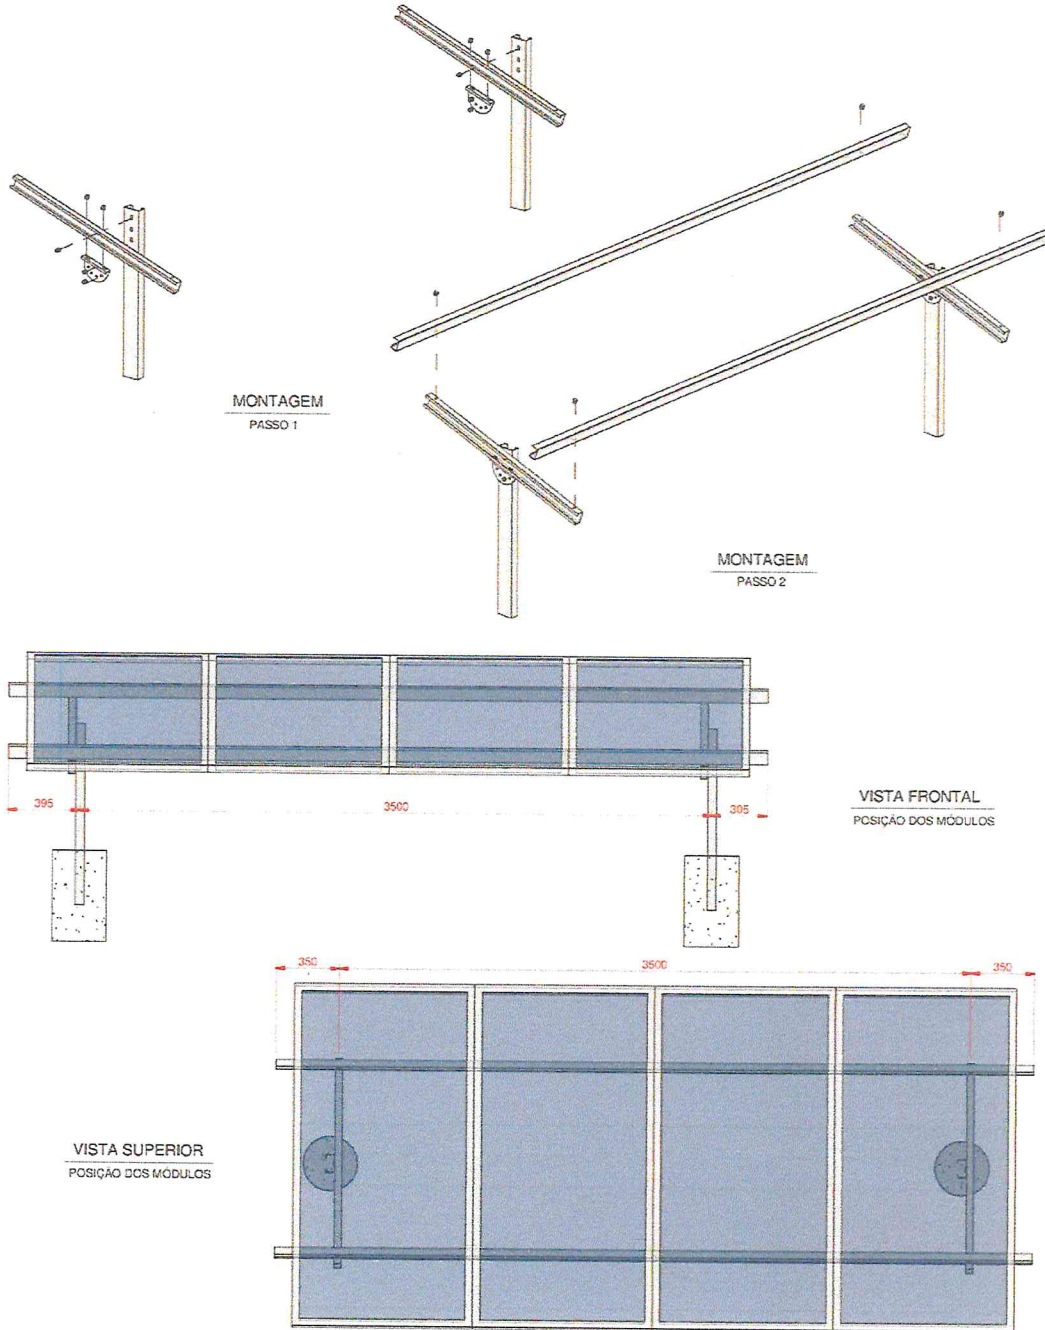 MONTAGEM
PASSO 1
MONTAGEM
PASSO 2
395
3500
305
VISTA FRONTAL
POSIÇÃO DOS MÓDULOS
350
3500
350
VISTA SUPERIOR
POSIÇÃO DOS MÓDULOS